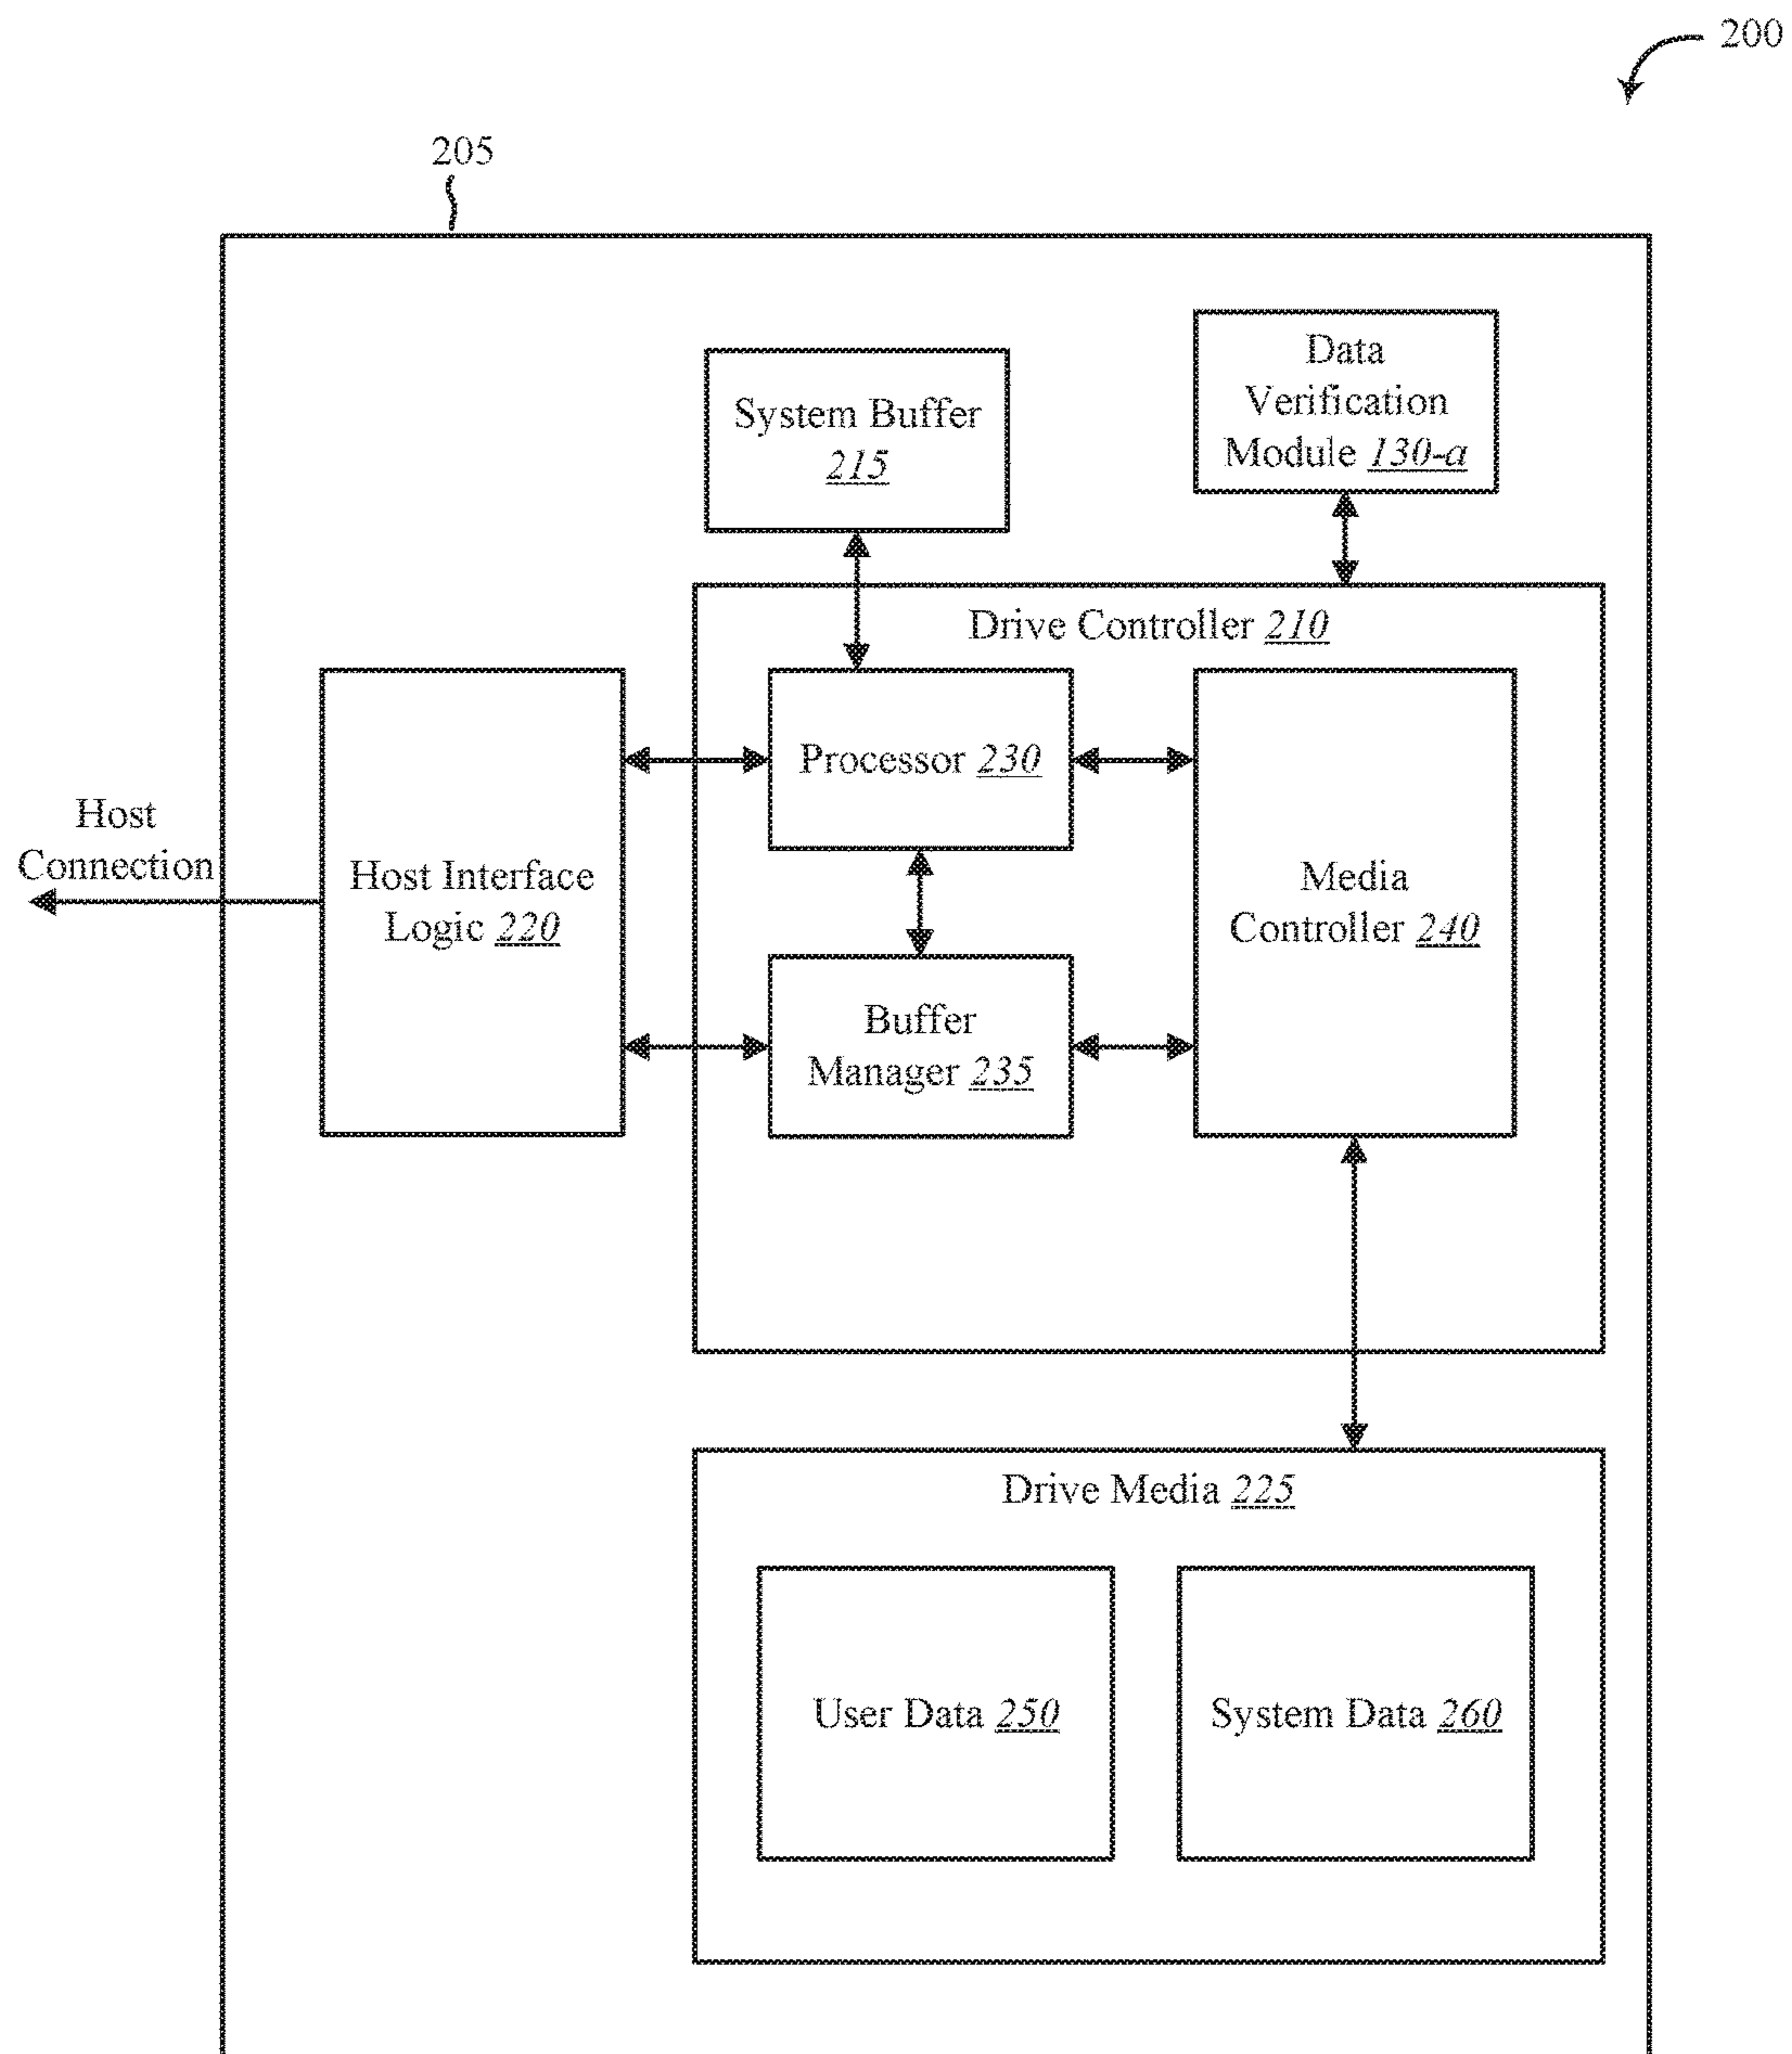 200
205
System Buffer
215
Data
Verification
Module 130-a
Drive Controller 210
Host
Connection
Host Interface
Logic 220
Processor 230
Buffer
Manager 235
Media
Controller 240
Drive Media 225
User Data 250
System Data 260